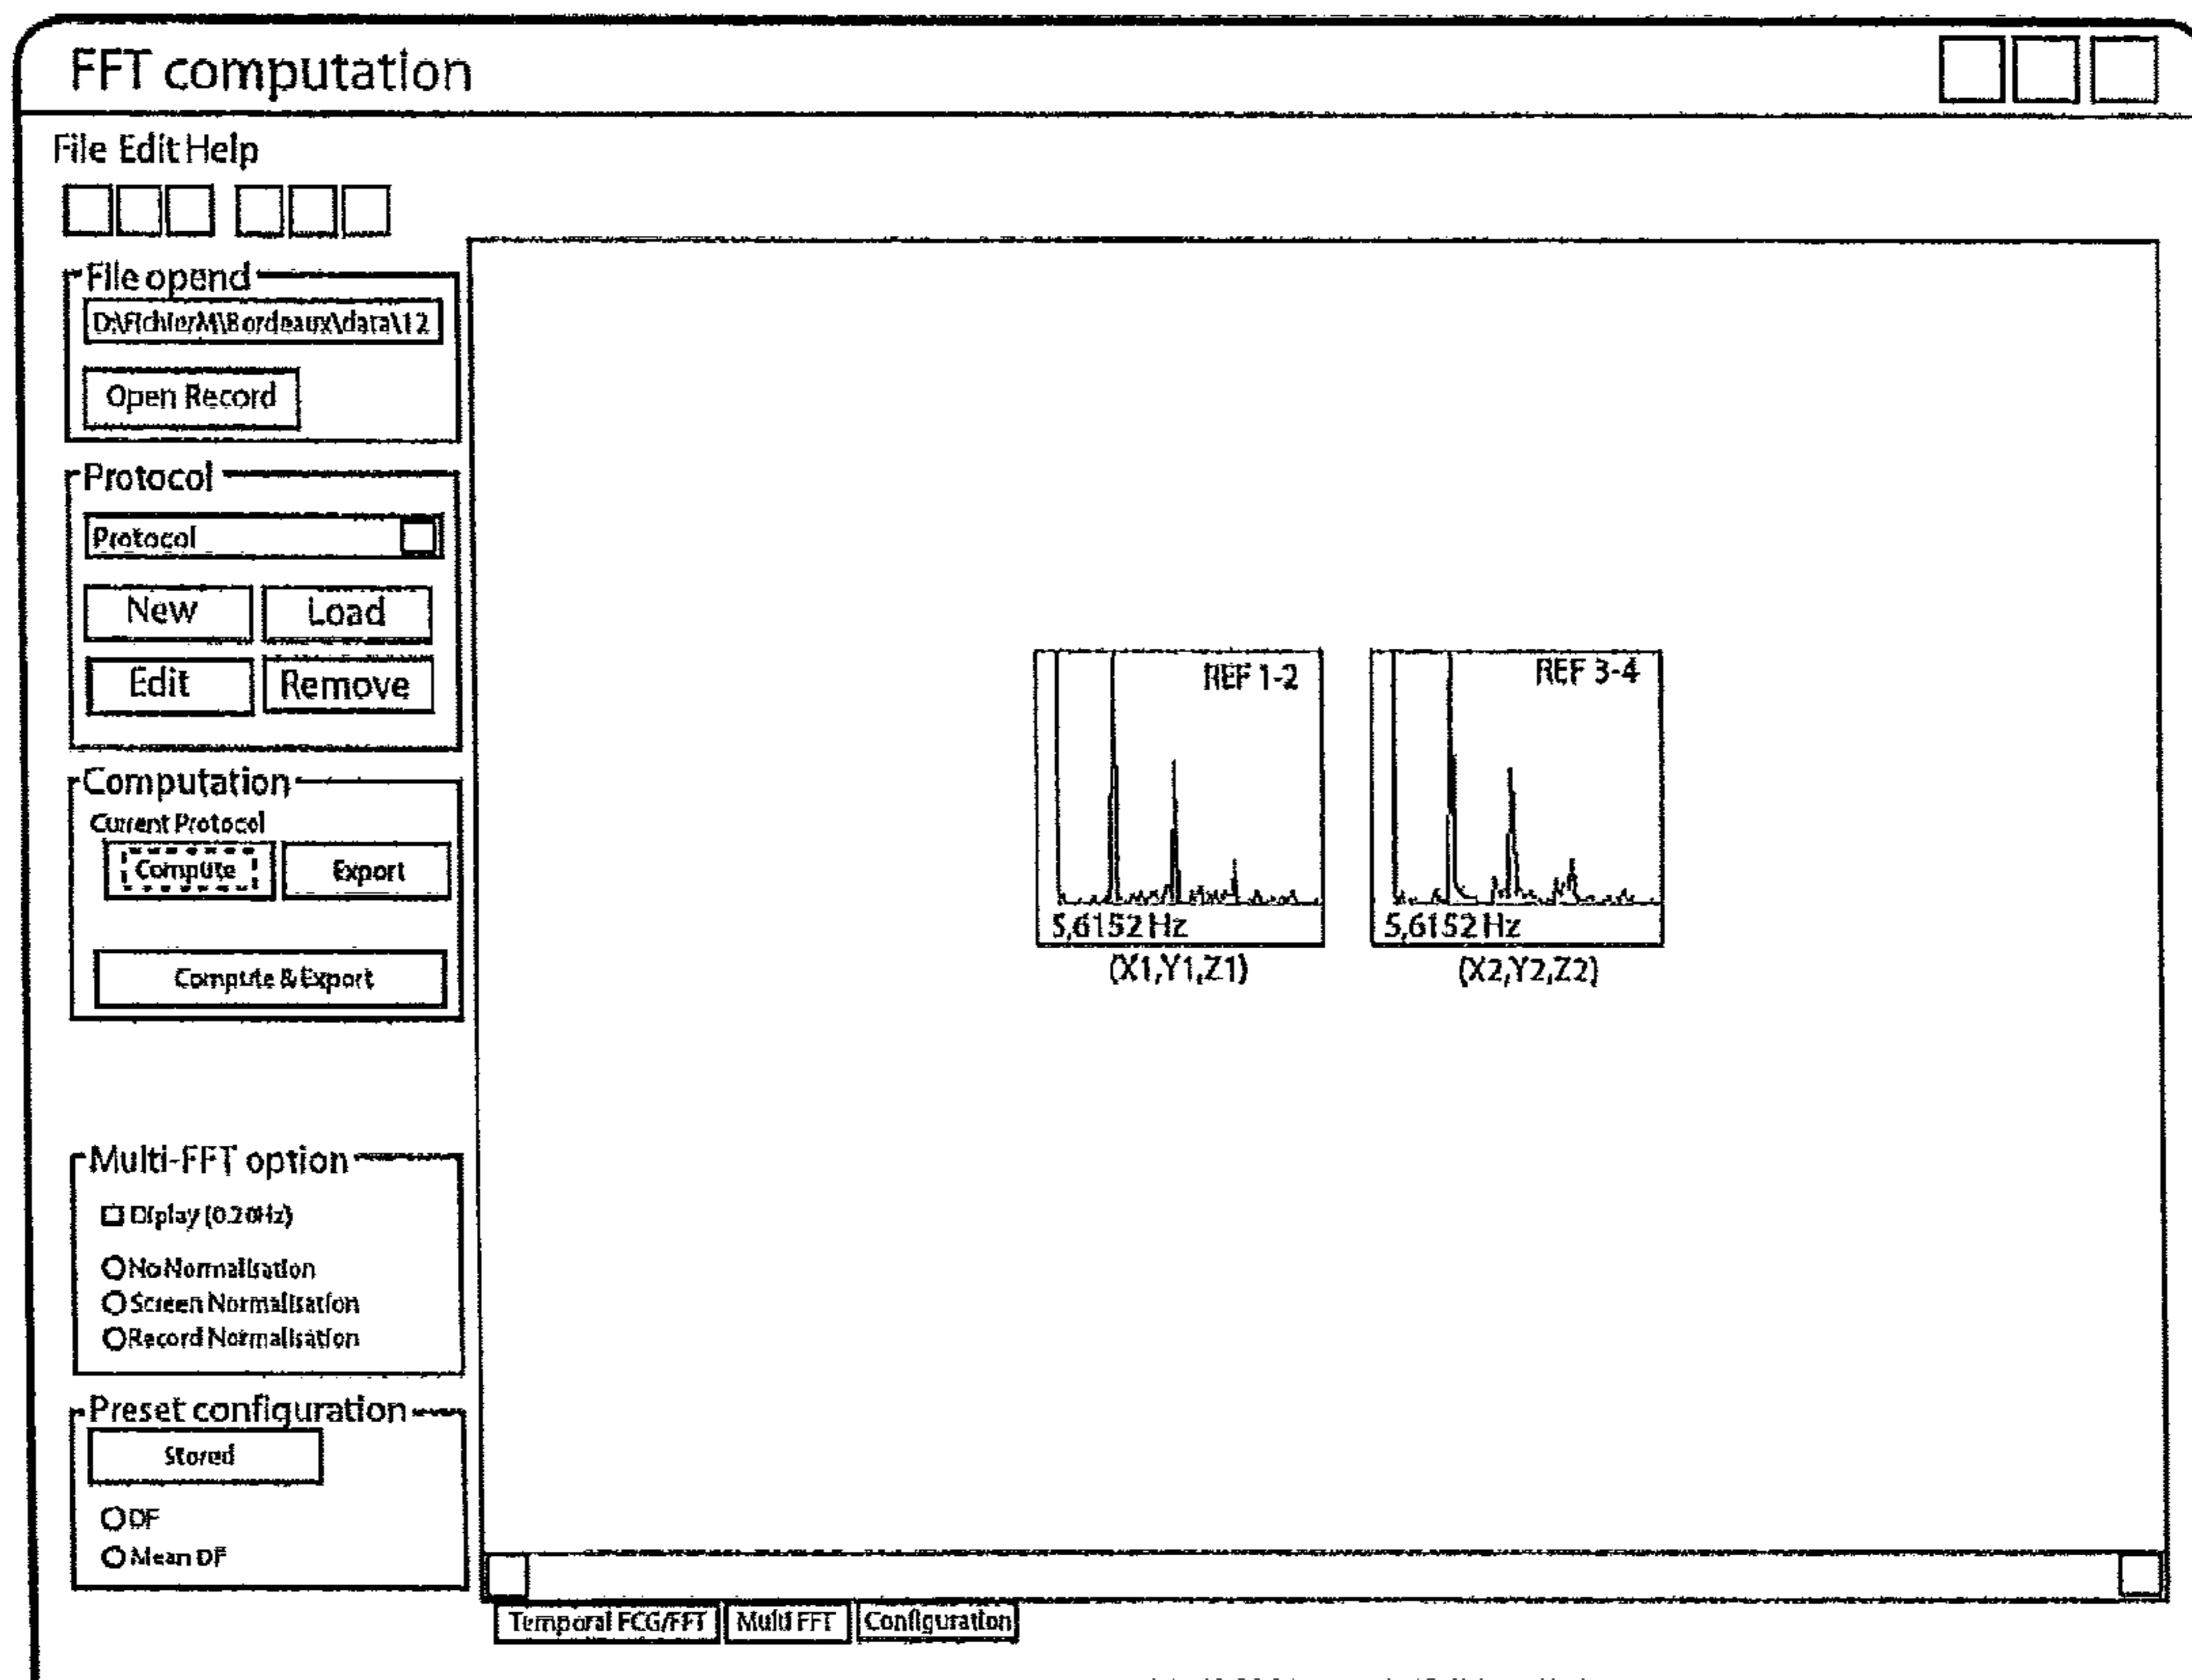 FFT computation
File Edit Help
File opend
D:\FichierM\Bordeaux\data\12
Open Record
Protocol
Protocol
New Load
Edit Remove
Computation
Current Protocol
Compute Export
Compute & Export
REF 1-2 REF 3-4
5,6152 Hz 5,6152 Hz
(X1,Y1,Z1) (X2,Y2,Z2)
Multi-FFT option
Display (0.20Hz)
No Normalisation
Screen Normalisation
Record Normalisation
Preset configuration
Stored
DF
Mean DF
Temporal ECG/FFT Multi FFT Configuration